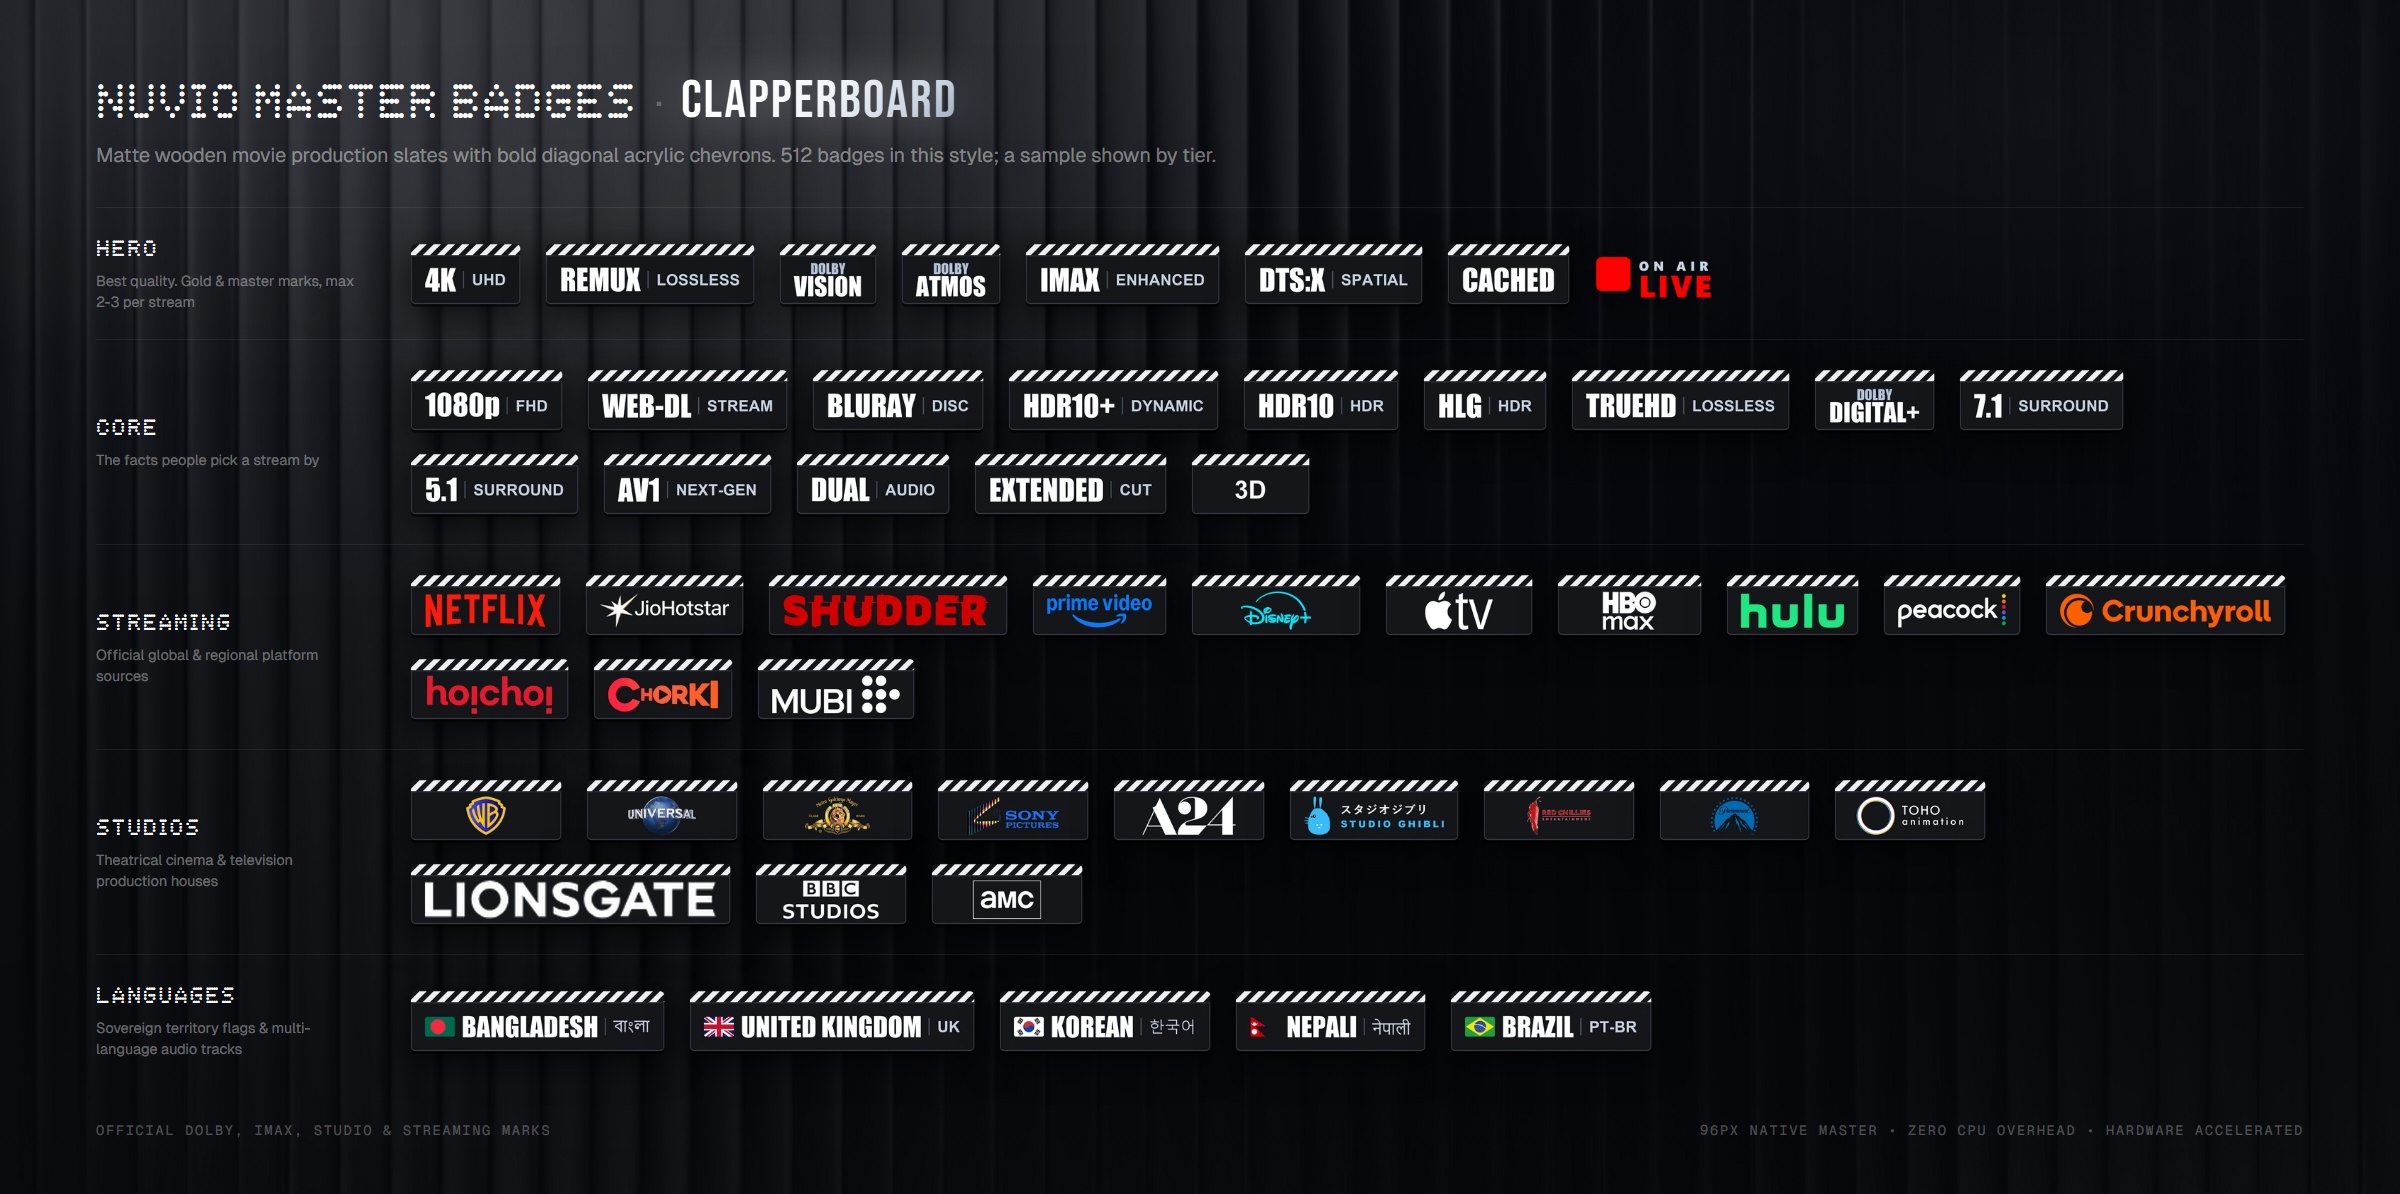 NUVIO MASTER BADGES · CLAPPERBOARD
Matte wooden movie production slates with bold diagonal acrylic chevrons. 512 badges in this style; a sample shown by tier.
HERO
Best quality. Gold & master marks, max
2-3 per stream
4K | UHD
REMUX | LOSSLESS
DOLBY
VISION
DOLBY
ATMOS
IMAX | ENHANCED
DTS:X | SPATIAL
CACHED
ON AIR
LIVE
CORE
The facts people pick a stream by
1080p | FHD
WEB-DL | STREAM
BLURAY | DISC
HDR10+ | DYNAMIC
HDR10 | HDR
HLG | HDR
TRUEHD | LOSSLESS
DOLBY
DIGITAL+
7.1 | SURROUND
5.1 | SURROUND
AV1 | NEXT-GEN
DUAL | AUDIO
EXTENDED | CUT
3D
STREAMING
Official global & regional platform
sources
NETFLIX
JioHotstar
SHUDDER
prime video
Disney+
tv
HBO
max
hulu
peacock
Crunchyroll
hoichoi
CHORKI
MUBI
STUDIOS
Theatrical cinema & television
production houses
WB
UNIVERSAL
SONY
PICTURES
A24
スタジオジブリ
STUDIO GHIBLI
RED CHILLIES
ENTERTAINMENT
Paramount
TOHO
animation
LIONSGATE
BBC
STUDIOS
aMC
LANGUAGES
Sovereign territory flags & multi-
language audio tracks
BANGLADESH | বাংলা
UNITED KINGDOM | UK
KOREAN | 한국어
NEPALI | नेपाली
BRAZIL | PT-BR
OFFICIAL DOLBY, IMAX, STUDIO & STREAMING MARKS
96PX NATIVE MASTER • ZERO CPU OVERHEAD • HARDWARE ACCELERATED